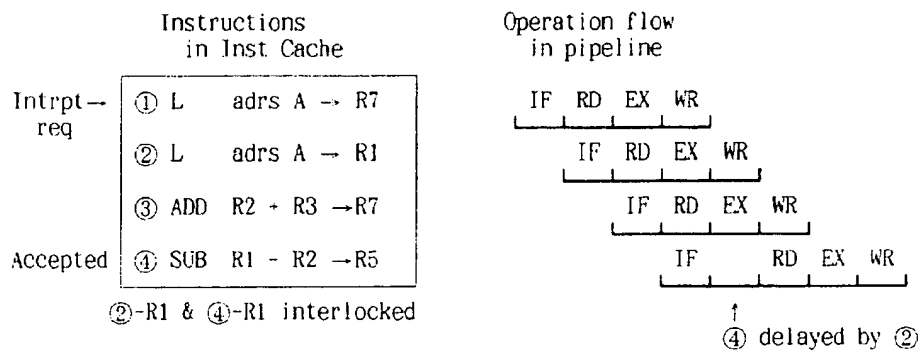 Instructions
in Inst Cache
Operation flow
in pipeline
Intrpt→
req
① L adrs A → R7
② L adrs A → R1
③ ADD R2 + R3 →R7
Accepted ④ SUB R1 - R2 →R5
②-R1 & ④-R1 interlocked
IF RD EX WR
IF RD EX WR
IF RD EX WR
IF RD EX WR
↑
④ delayed by ②